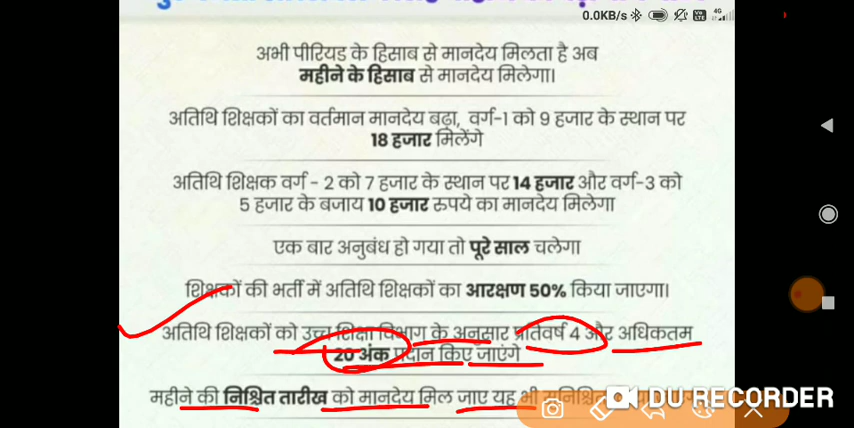 0.0KB/s 4G
अभी पीरियड के हिसाब से मानदेय मिलता है अब
महीने के हिसाब से मानदेय मिलेगा।
अतिथि शिक्षकों का वर्तमान मानदेय बढ़ा, वर्ग-1 को 9 हजार के स्थान पर
18 हजार मिलेंगे
अतिथि शिक्षक वर्ग - 2 को 7 हजार के स्थान पर 14 हजार और वर्ग-3 को
5 हजार के बजाय 10 हजार रुपये का मानदेय मिलेगा
एक बार अनुबंध हो गया तो पूरे साल चलेगा
शिक्षकों की भर्ती में अतिथि शिक्षकों का आरक्षण 50% किया जाएगा।
अतिथि शिक्षकों को उच्च शिक्षा विभाग के अनुसार प्रतिवर्ष 4 और अधिकतम
20 अंक प्रदान किए जाएंगे
महीने की निश्चित तारीख को मानदेय मिल जाए यह भी
DU RECORDER